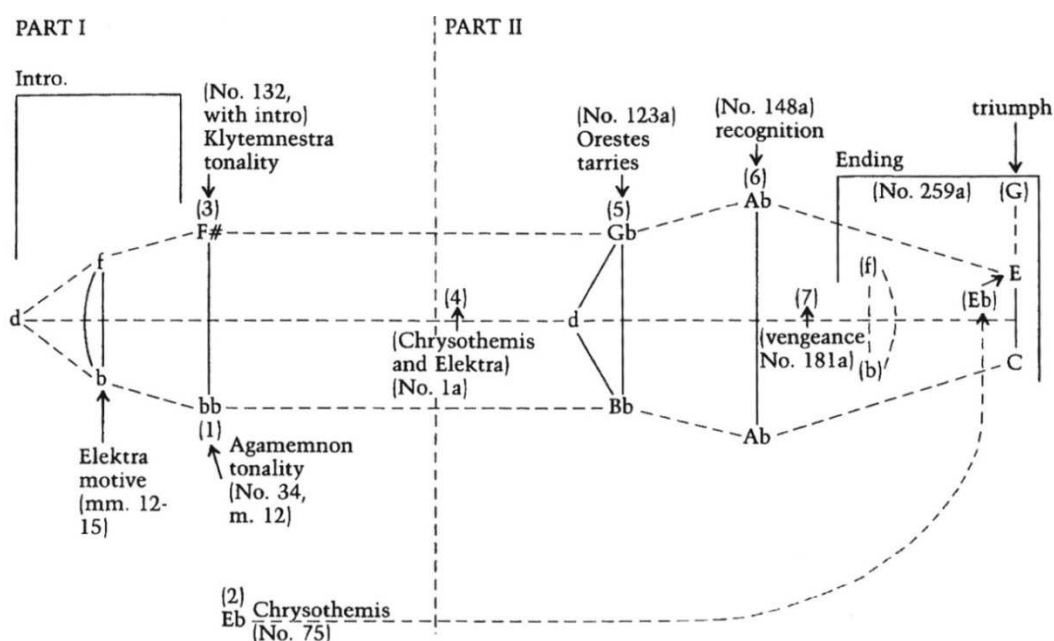 PART I
PART II
Intro.
(No. 132,
with intro)
Klytemnestra
tonality
(3)
F#
f
d
b
bb
(1)
Elektra
motive
(mm. 12-
15)
Agamemnon
tonality
(No. 34,
m. 12)
(2)
Eb
Chrysothemis
(No. 75)
(4)
(Chrysothemis
and Elektra)
(No. 1a)
(No. 123a)
Orestes
tarries
(5)
Gb
d
Bb
(No. 148a)
recognition
(6)
Ab
Ab
(7)
(vengeance
No. 181a)
Ending
(No. 259a)
(f)
(b)
triumph
(G)
E
(Eb)
C